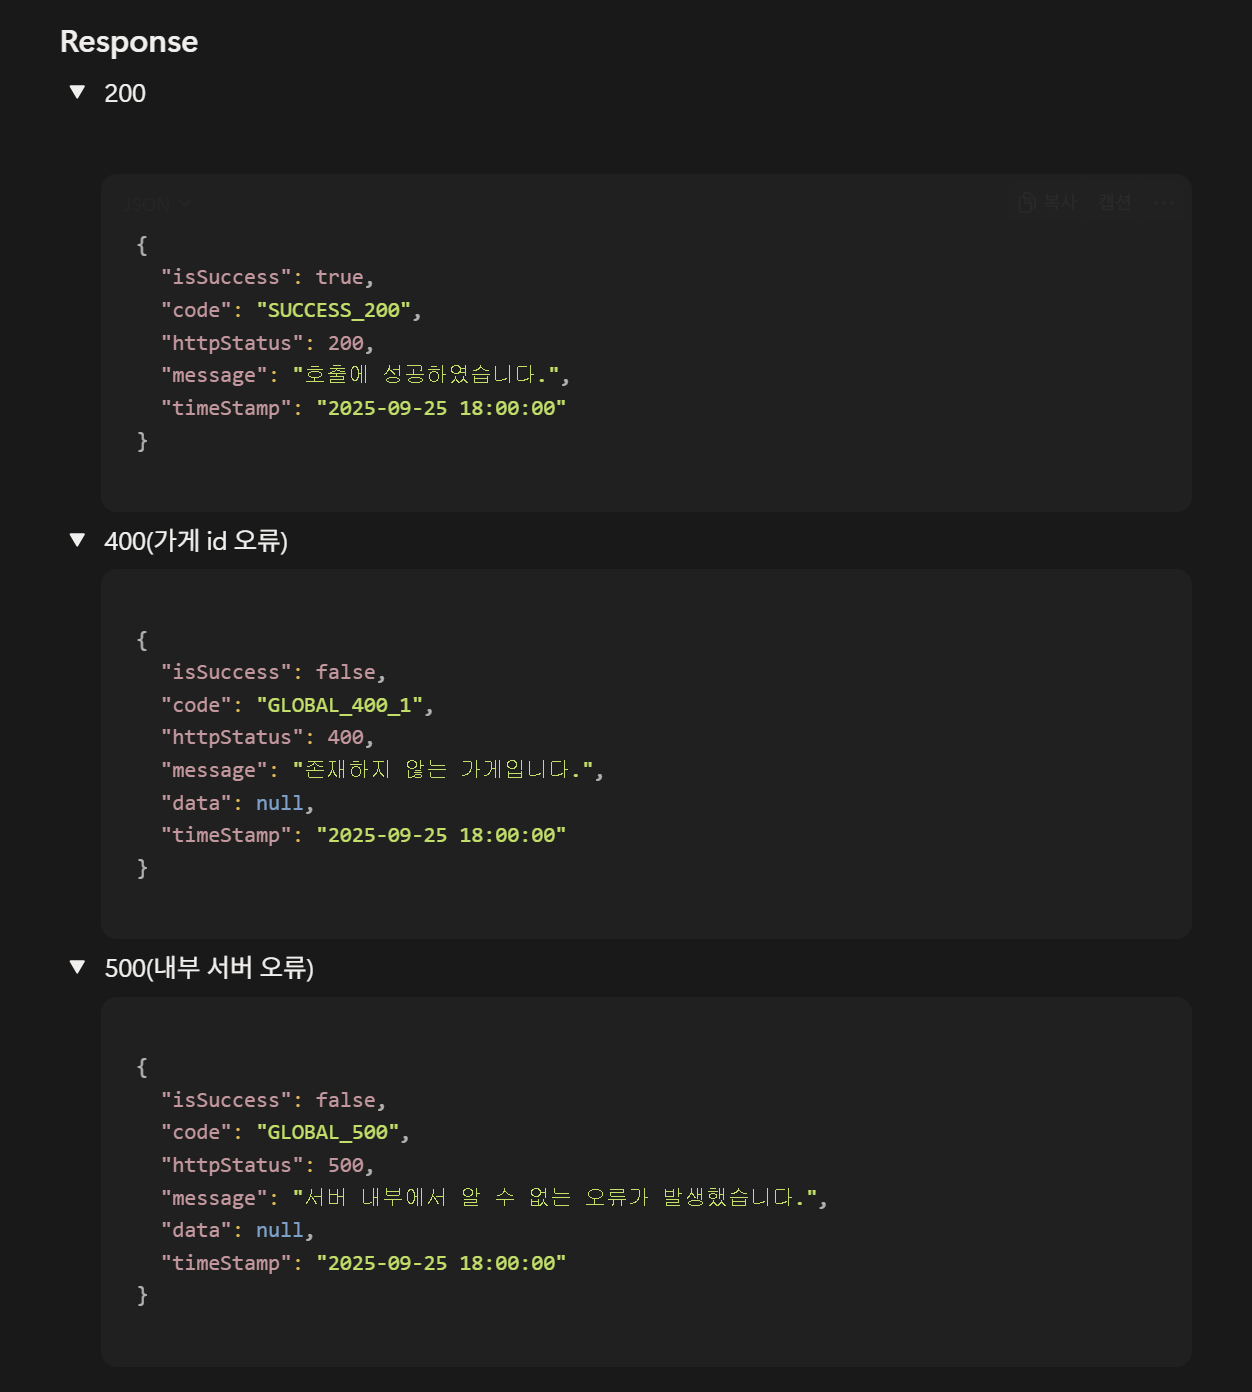 Response
200
JSON
복사 캡션 ···
{
"isSuccess": true,
"code": "SUCCESS_200",
"httpStatus": 200,
"message": "호출에 성공하였습니다.",
"timeStamp": "2025-09-25 18:00:00"
}
400(가게 id 오류)
{
"isSuccess": false,
"code": "GLOBAL_400_1",
"httpStatus": 400,
"message": "존재하지 않는 가게입니다.",
"data": null,
"timeStamp": "2025-09-25 18:00:00"
}
500(내부 서버 오류)
{
"isSuccess": false,
"code": "GLOBAL_500",
"httpStatus": 500,
"message": "서버 내부에서 알 수 없는 오류가 발생했습니다.",
"data": null,
"timeStamp": "2025-09-25 18:00:00"
}